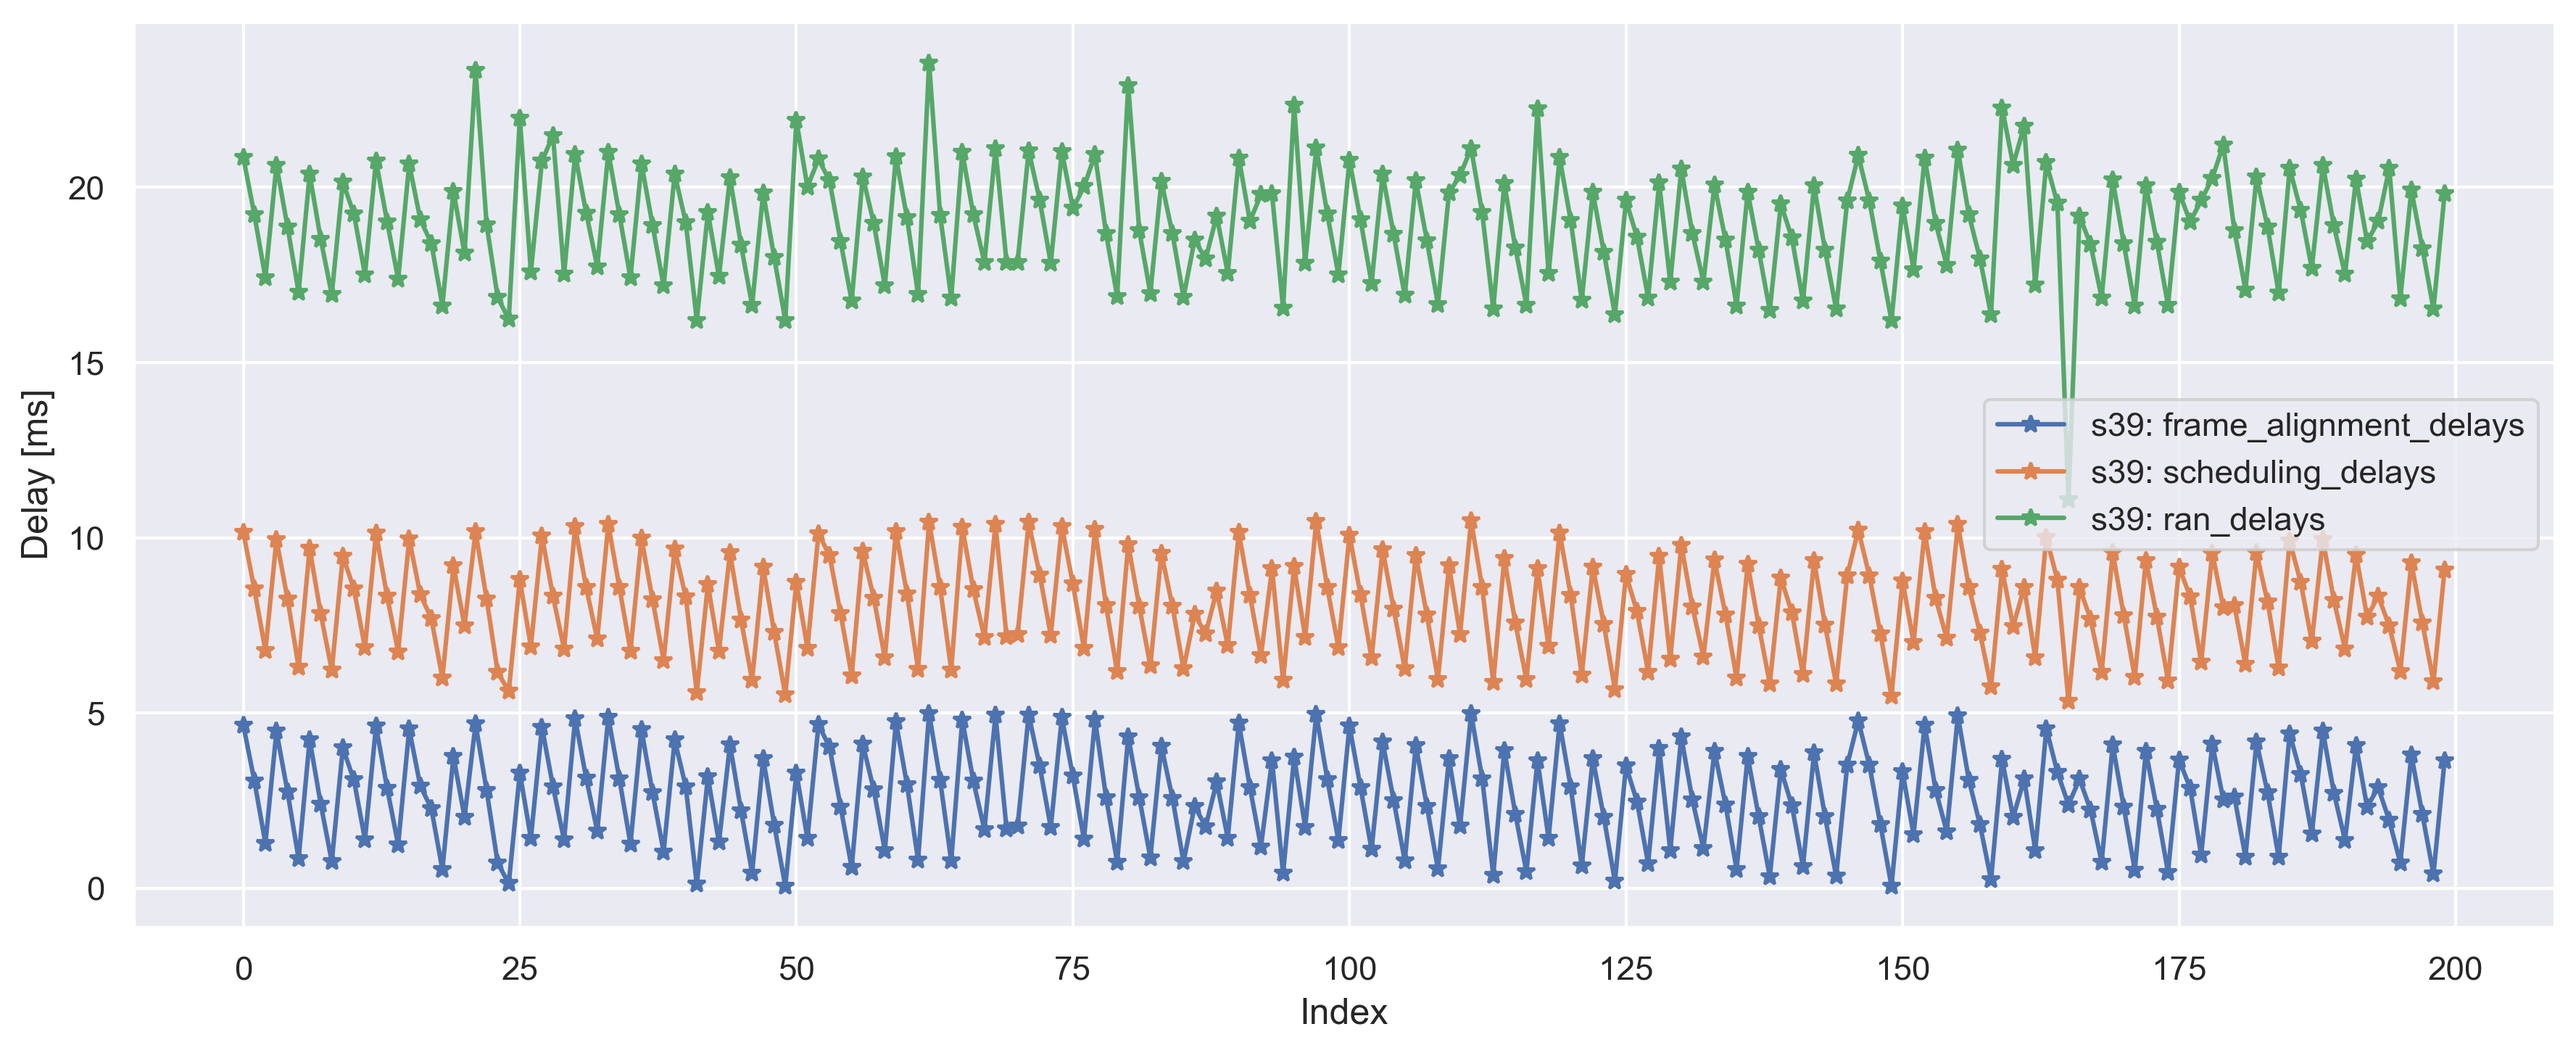 Delay [ms]
20
15
10
5
0
s39: frame_alignment_delays
s39: scheduling_delays
s39: ran_delays
0 25 50 75 100 125 150 175 200
Index